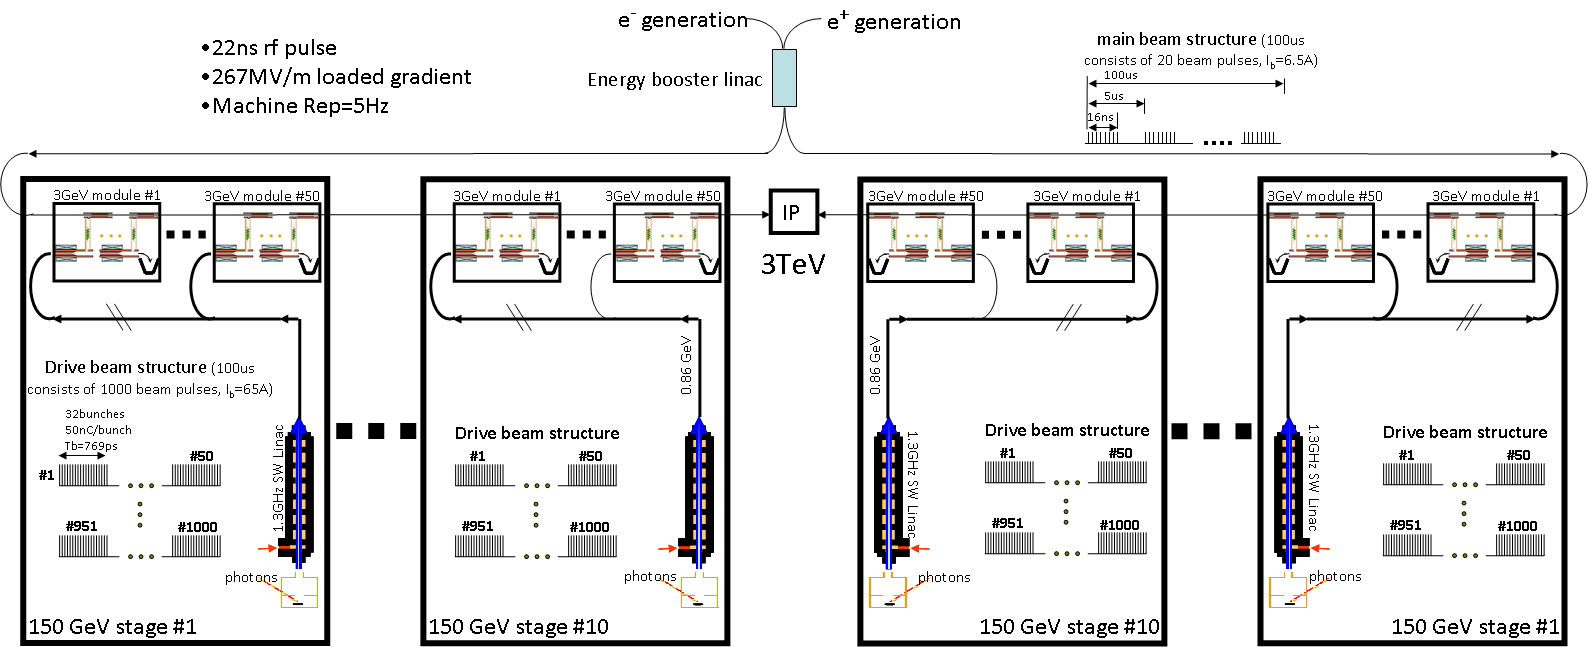 e- generation
e+ generation
•22ns rf pulse
•267MV/m loaded gradient
•Machine Rep=5Hz
Energy booster linac
main beam structure (100us
consists of 20 beam pulses, Ib=6.5A)
100us
5us
16ns
3GeV module #1
3GeV module #50
3GeV module #1
3GeV module #50
IP
3TeV
3GeV module #50
3GeV module #1
3GeV module #50
3GeV module #1
Drive beam structure (100us
consists of 1000 beam pulses, Ib=65A)
32bunches
50nC/bunch
Tb=769ps
#1
#50
#951
#1000
1.3GHz SW Linac
photons
150 GeV stage #1
0.86 GeV
Drive beam structure
#1
#50
#951
#1000
photons
150 GeV stage #10
0.86 GeV
1.3GHz SW Linac
Drive beam structure
#1
#50
#951
#1000
photons
150 GeV stage #10
1.3GHz SW Linac
Drive beam structure
#1
#50
#951
#1000
photons
150 GeV stage #1